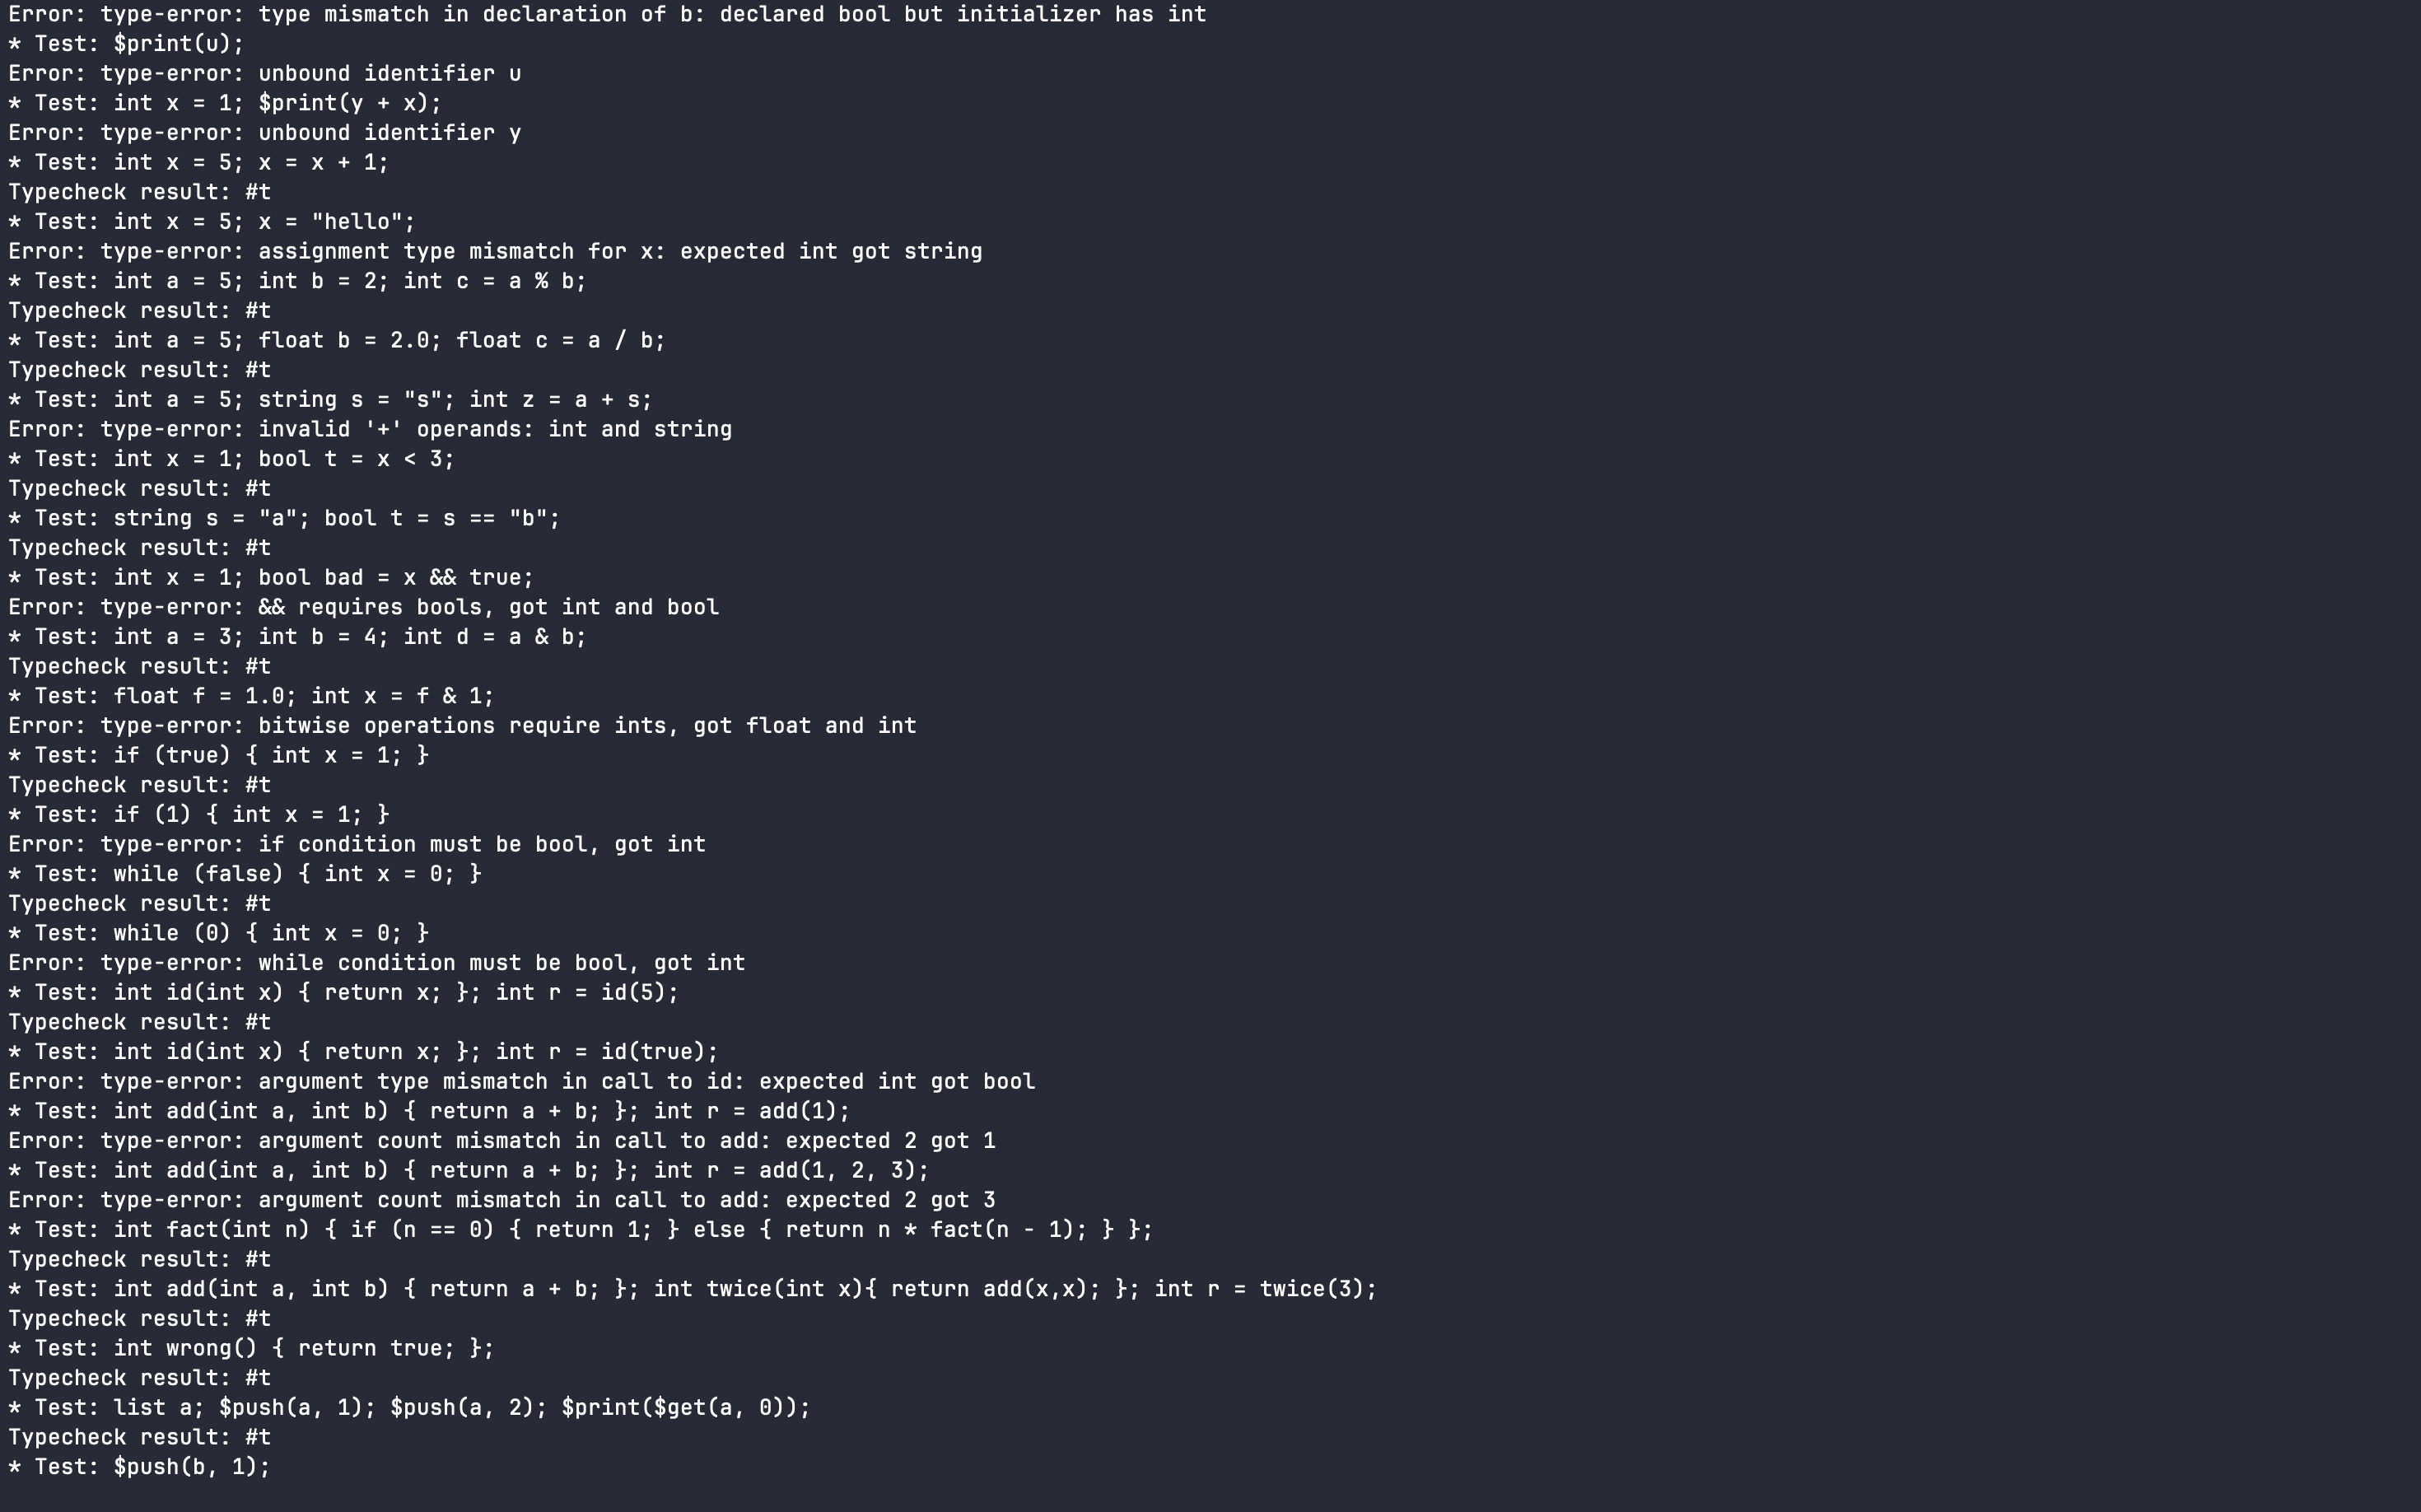 Error: type-error: type mismatch in declaration of b: declared bool but initializer has int
* Test: $print(u);
Error: type-error: unbound identifier u
* Test: int x = 1; $print(y + x);
Error: type-error: unbound identifier y
* Test: int x = 5; x = x + 1;
Typecheck result: #t
* Test: int x = 5; x = "hello";
Error: type-error: assignment type mismatch for x: expected int got string
* Test: int a = 5; int b = 2; int c = a % b;
Typecheck result: #t
* Test: int a = 5; float b = 2.0; float c = a / b;
Typecheck result: #t
* Test: int a = 5; string s = "s"; int z = a + s;
Error: type-error: invalid '+' operands: int and string
* Test: int x = 1; bool t = x < 3;
Typecheck result: #t
* Test: string s = "a"; bool t = s == "b";
Typecheck result: #t
* Test: int x = 1; bool bad = x && true;
Error: type-error: && requires bools, got int and bool
* Test: int a = 3; int b = 4; int d = a & b;
Typecheck result: #t
* Test: float f = 1.0; int x = f & 1;
Error: type-error: bitwise operations require ints, got float and int
* Test: if (true) { int x = 1; }
Typecheck result: #t
* Test: if (1) { int x = 1; }
Error: type-error: if condition must be bool, got int
* Test: while (false) { int x = 0; }
Typecheck result: #t
* Test: while (0) { int x = 0; }
Error: type-error: while condition must be bool, got int
* Test: int id(int x) { return x; }; int r = id(5);
Typecheck result: #t
* Test: int id(int x) { return x; }; int r = id(true);
Error: type-error: argument type mismatch in call to id: expected int got bool
* Test: int add(int a, int b) { return a + b; }; int r = add(1);
Error: type-error: argument count mismatch in call to add: expected 2 got 1
* Test: int add(int a, int b) { return a + b; }; int r = add(1, 2, 3);
Error: type-error: argument count mismatch in call to add: expected 2 got 3
* Test: int fact(int n) { if (n == 0) { return 1; } else { return n * fact(n - 1); } };
Typecheck result: #t
* Test: int add(int a, int b) { return a + b; }; int twice(int x){ return add(x,x); }; int r = twice(3);
Typecheck result: #t
* Test: int wrong() { return true; };
Typecheck result: #t
* Test: list a; $push(a, 1); $push(a, 2); $print($get(a, 0));
Typecheck result: #t
* Test: $push(b, 1);